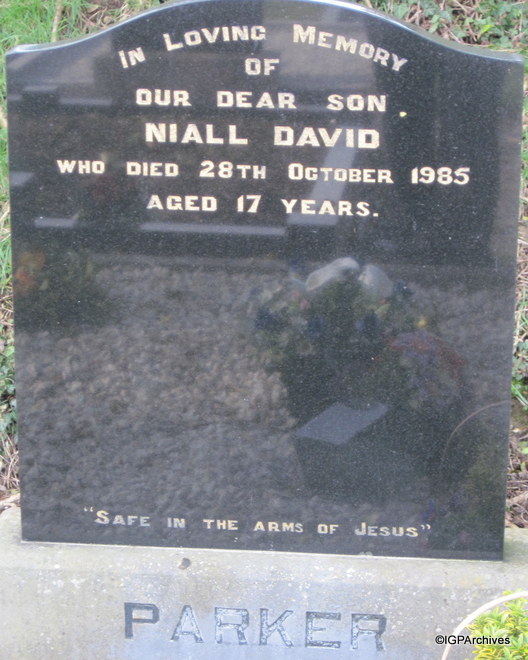 In Loving Memory
OF
OUR DEAR SON
NIALL DAVID
WHO DIED 28TH OCTOBER 1985
AGED 17 YEARS.
"SAFE IN THE ARMS OF JESUS"
PARKER
©IGPArchives